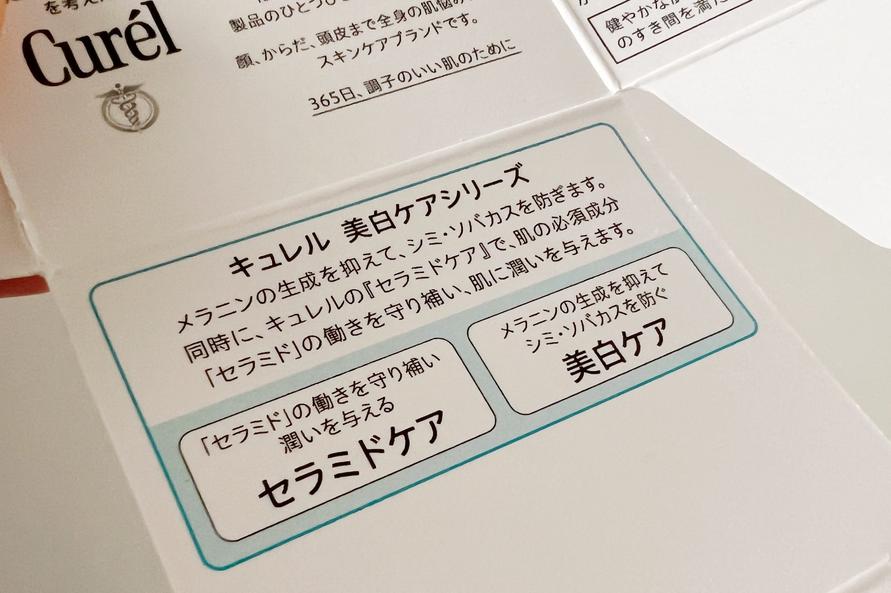 を考え
Curél
製品のひとつひ
顔、からだ、頭皮まで全身の肌悩み
スキンケアブランドです。
365日、調子のいい肌のために
健やかな
のすき間を満た
キュレル 美白ケアシリーズ
メラニンの生成を抑えて、シミ・ソバカスを防ぎます。
同時に、キュレルの『セラミドケア』で、肌の必須成分
「セラミド」の働きを守り補い、肌に潤いを与えます。
「セラミド」の働きを守り補い
潤いを与える
セラミドケア
メラニンの生成を抑えて
シミ・ソバカスを防ぐ
美白ケア